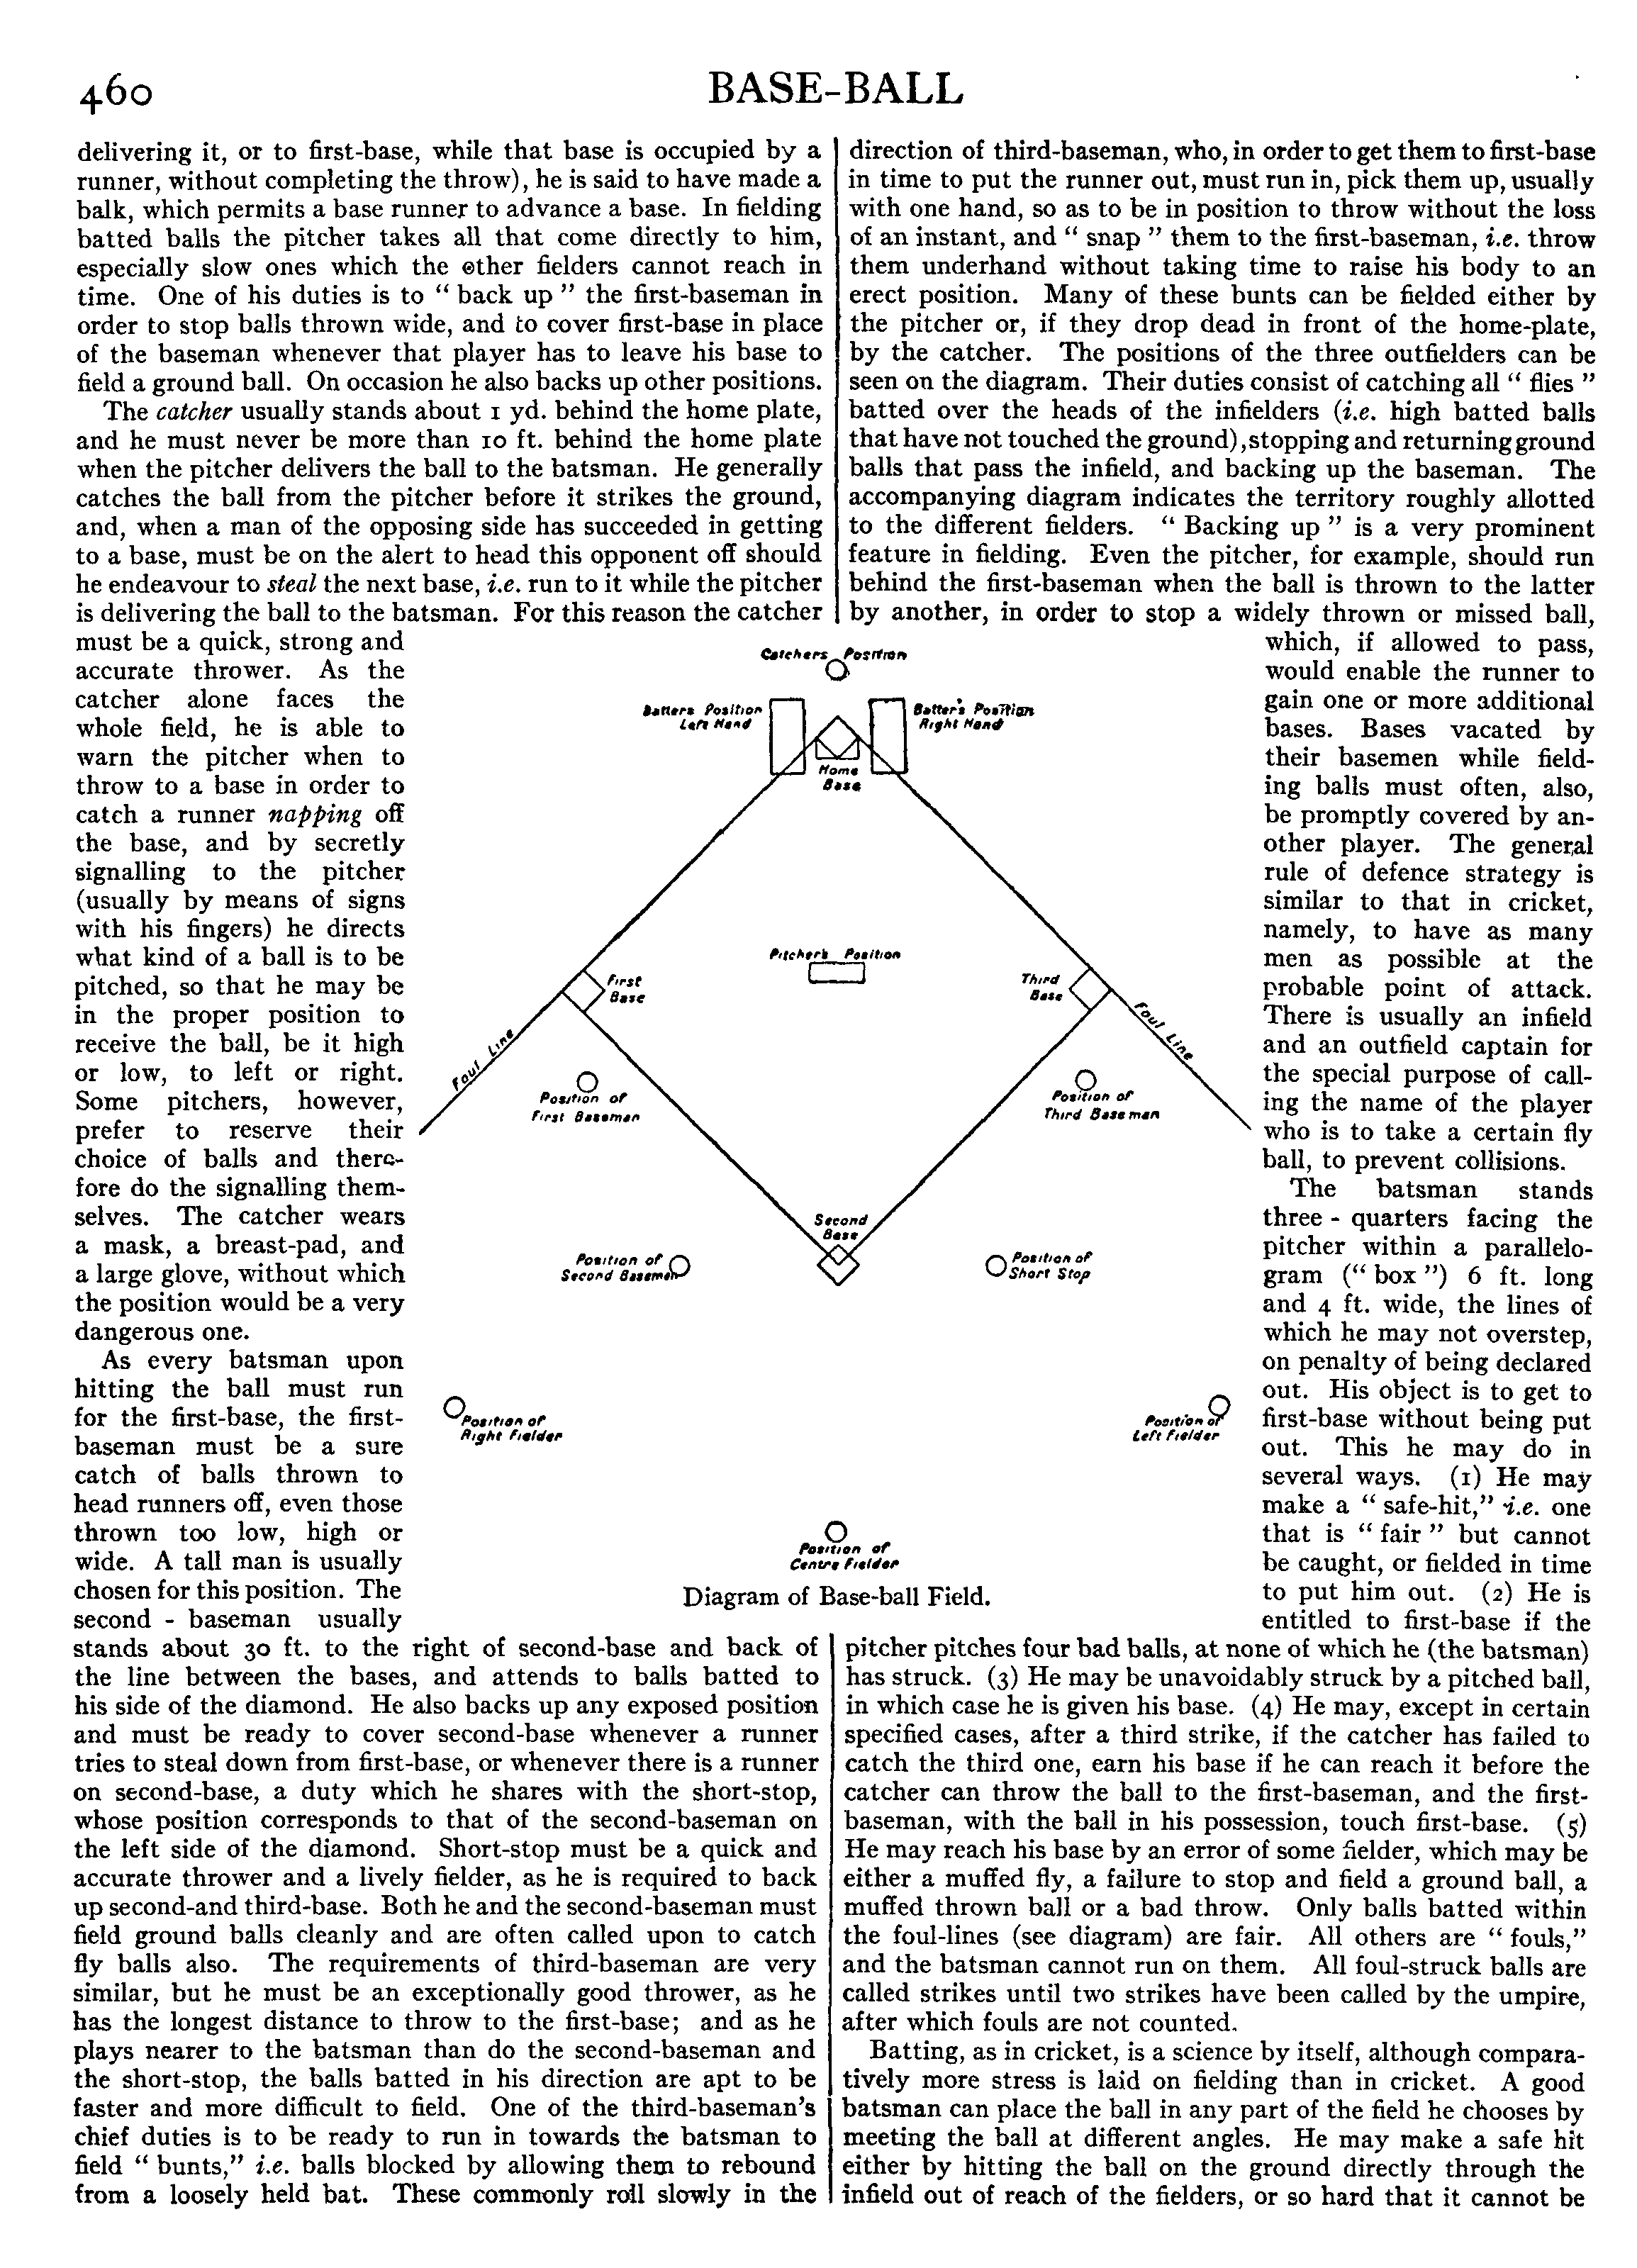 460
BASE-BALL
delivering it, or to first-base, while that base is occupied by a
runner, without completing the throw), he is said to have made a
balk, which permits a base runner to advance a base. In fielding
batted balls the pitcher takes all that come directly to him,
especially slow ones which the other fielders cannot reach in
time. One of his duties is to “ back up ” the first-baseman in
order to stop balls thrown wide, and to cover first-base in place
of the baseman whenever that player has to leave his base to
field a ground ball. On occasion he also backs up other positions.
The catcher usually stands about 1 yd. behind the home plate,
and he must never be more than 10 ft. behind the home plate
when the pitcher delivers the ball to the batsman. He generally
catches the ball from the pitcher before it strikes the ground,
and, when a man of the opposing side has succeeded in getting
to a base, must be on the alert to head this opponent off should
he endeavour to steal the next base, i.e. run to it while the pitcher
is delivering the ball to the batsman. For this reason the catcher
must be a quick, strong and
accurate thrower. As the
catcher alone faces the
whole field, he is able to
warn the pitcher when to
throw to a base in order to
catch a runner napping off
the base, and by secretly
signalling to the pitcher
(usually by means of signs
with his fingers) he directs
what kind of a ball is to be
pitched, so that he may be
in the proper position to
receive the ball, be it high
or low, to left or right.
Some pitchers, however,
prefer to reserve their
choice of balls and there-
fore do the signalling them-
selves. The catcher wears
a mask, a breast-pad, and
a large glove, without which
the position would be a very
dangerous one.
As every batsman upon
hitting the ball must run
for the first-base, the first-
baseman must be a sure
catch of balls thrown to
head runners off, even those
thrown too low, high or
wide. A tall man is usually
chosen for this position. The
second - baseman usually
stands about 30 ft. to the right of second-base and back of
the line between the bases, and attends to balls batted to
his side of the diamond. He also backs up any exposed position
and must be ready to cover second-base whenever a runner
tries to steal down from first-base, or whenever there is a runner
on second-base, a duty which he shares with the short-stop,
whose position corresponds to that of the second-baseman on
the left side of the diamond. Short-stop must be a quick and
accurate thrower and a lively fielder, as he is required to back
up second-and third-base. Both he and the second-baseman must
field ground balls cleanly and are often called upon to catch
fly balls also. The requirements of third-baseman are very
similar, but he must be an exceptionally good thrower, as he
has the longest distance to throw to the first-base; and as he
plays nearer to the batsman than do the second-baseman and
the short-stop, the balls batted in his direction are apt to be
faster and more difficult to field. One of the third-baseman's
chief duties is to be ready to run in towards the batsman to
field “ bunts,” i.e. balls blocked by allowing them to rebound
from a loosely held bat. These commonly roll slowly in the
Catchers Position
Batters Position
Left Hand
Batter's Position
Right Hand
Home
Base
Pitcher's Position
First
Base
Third
Base
Foul Line
Foul Line
Position of
First Baseman
Position of
Third Baseman
Second
Base
Position of
Second Baseman
Position of
Short Stop
Position of
Right Fielder
Position of
Left Fielder
Position of
Centre Fielder
Diagram of Base-ball Field.
direction of third-baseman, who, in order to get them to first-base
in time to put the runner out, must run in, pick them up, usually
with one hand, so as to be in position to throw without the loss
of an instant, and “ snap ” them to the first-baseman, i.e. throw
them underhand without taking time to raise his body to an
erect position. Many of these bunts can be fielded either by
the pitcher or, if they drop dead in front of the home-plate,
by the catcher. The positions of the three outfielders can be
seen on the diagram. Their duties consist of catching all “ flies ”
batted over the heads of the infielders (i.e. high batted balls
that have not touched the ground), stopping and returning ground
balls that pass the infield, and backing up the baseman. The
accompanying diagram indicates the territory roughly allotted
to the different fielders. “ Backing up ” is a very prominent
feature in fielding. Even the pitcher, for example, should run
behind the first-baseman when the ball is thrown to the latter
by another, in order to stop a widely thrown or missed ball,
which, if allowed to pass,
would enable the runner to
gain one or more additional
bases. Bases vacated by
their basemen while field-
ing balls must often, also,
be promptly covered by an-
other player. The general
rule of defence strategy is
similar to that in cricket,
namely, to have as many
men as possible at the
probable point of attack.
There is usually an infield
and an outfield captain for
the special purpose of call-
ing the name of the player
who is to take a certain fly
ball, to prevent collisions.
The batsman stands
three - quarters facing the
pitcher within a parallelo-
gram (“ box ”) 6 ft. long
and 4 ft. wide, the lines of
which he may not overstep,
on penalty of being declared
out. His object is to get to
first-base without being put
out. This he may do in
several ways. (1) He may
make a “ safe-hit,” i.e. one
that is “ fair ” but cannot
be caught, or fielded in time
to put him out. (2) He is
entitled to first-base if the
pitcher pitches four bad balls, at none of which he (the batsman)
has struck. (3) He may be unavoidably struck by a pitched ball,
in which case he is given his base. (4) He may, except in certain
specified cases, after a third strike, if the catcher has failed to
catch the third one, earn his base if he can reach it before the
catcher can throw the ball to the first-baseman, and the first-
baseman, with the ball in his possession, touch first-base. (5)
He may reach his base by an error of some fielder, which may be
either a muffed fly, a failure to stop and field a ground ball, a
muffed thrown ball or a bad throw. Only balls batted within
the foul-lines (see diagram) are fair. All others are “ fouls,”
and the batsman cannot run on them. All foul-struck balls are
called strikes until two strikes have been called by the umpire,
after which fouls are not counted.
Batting, as in cricket, is a science by itself, although compara-
tively more stress is laid on fielding than in cricket. A good
batsman can place the ball in any part of the field he chooses by
meeting the ball at different angles. He may make a safe hit
either by hitting the ball on the ground directly through the
infield out of reach of the fielders, or so hard that it cannot be